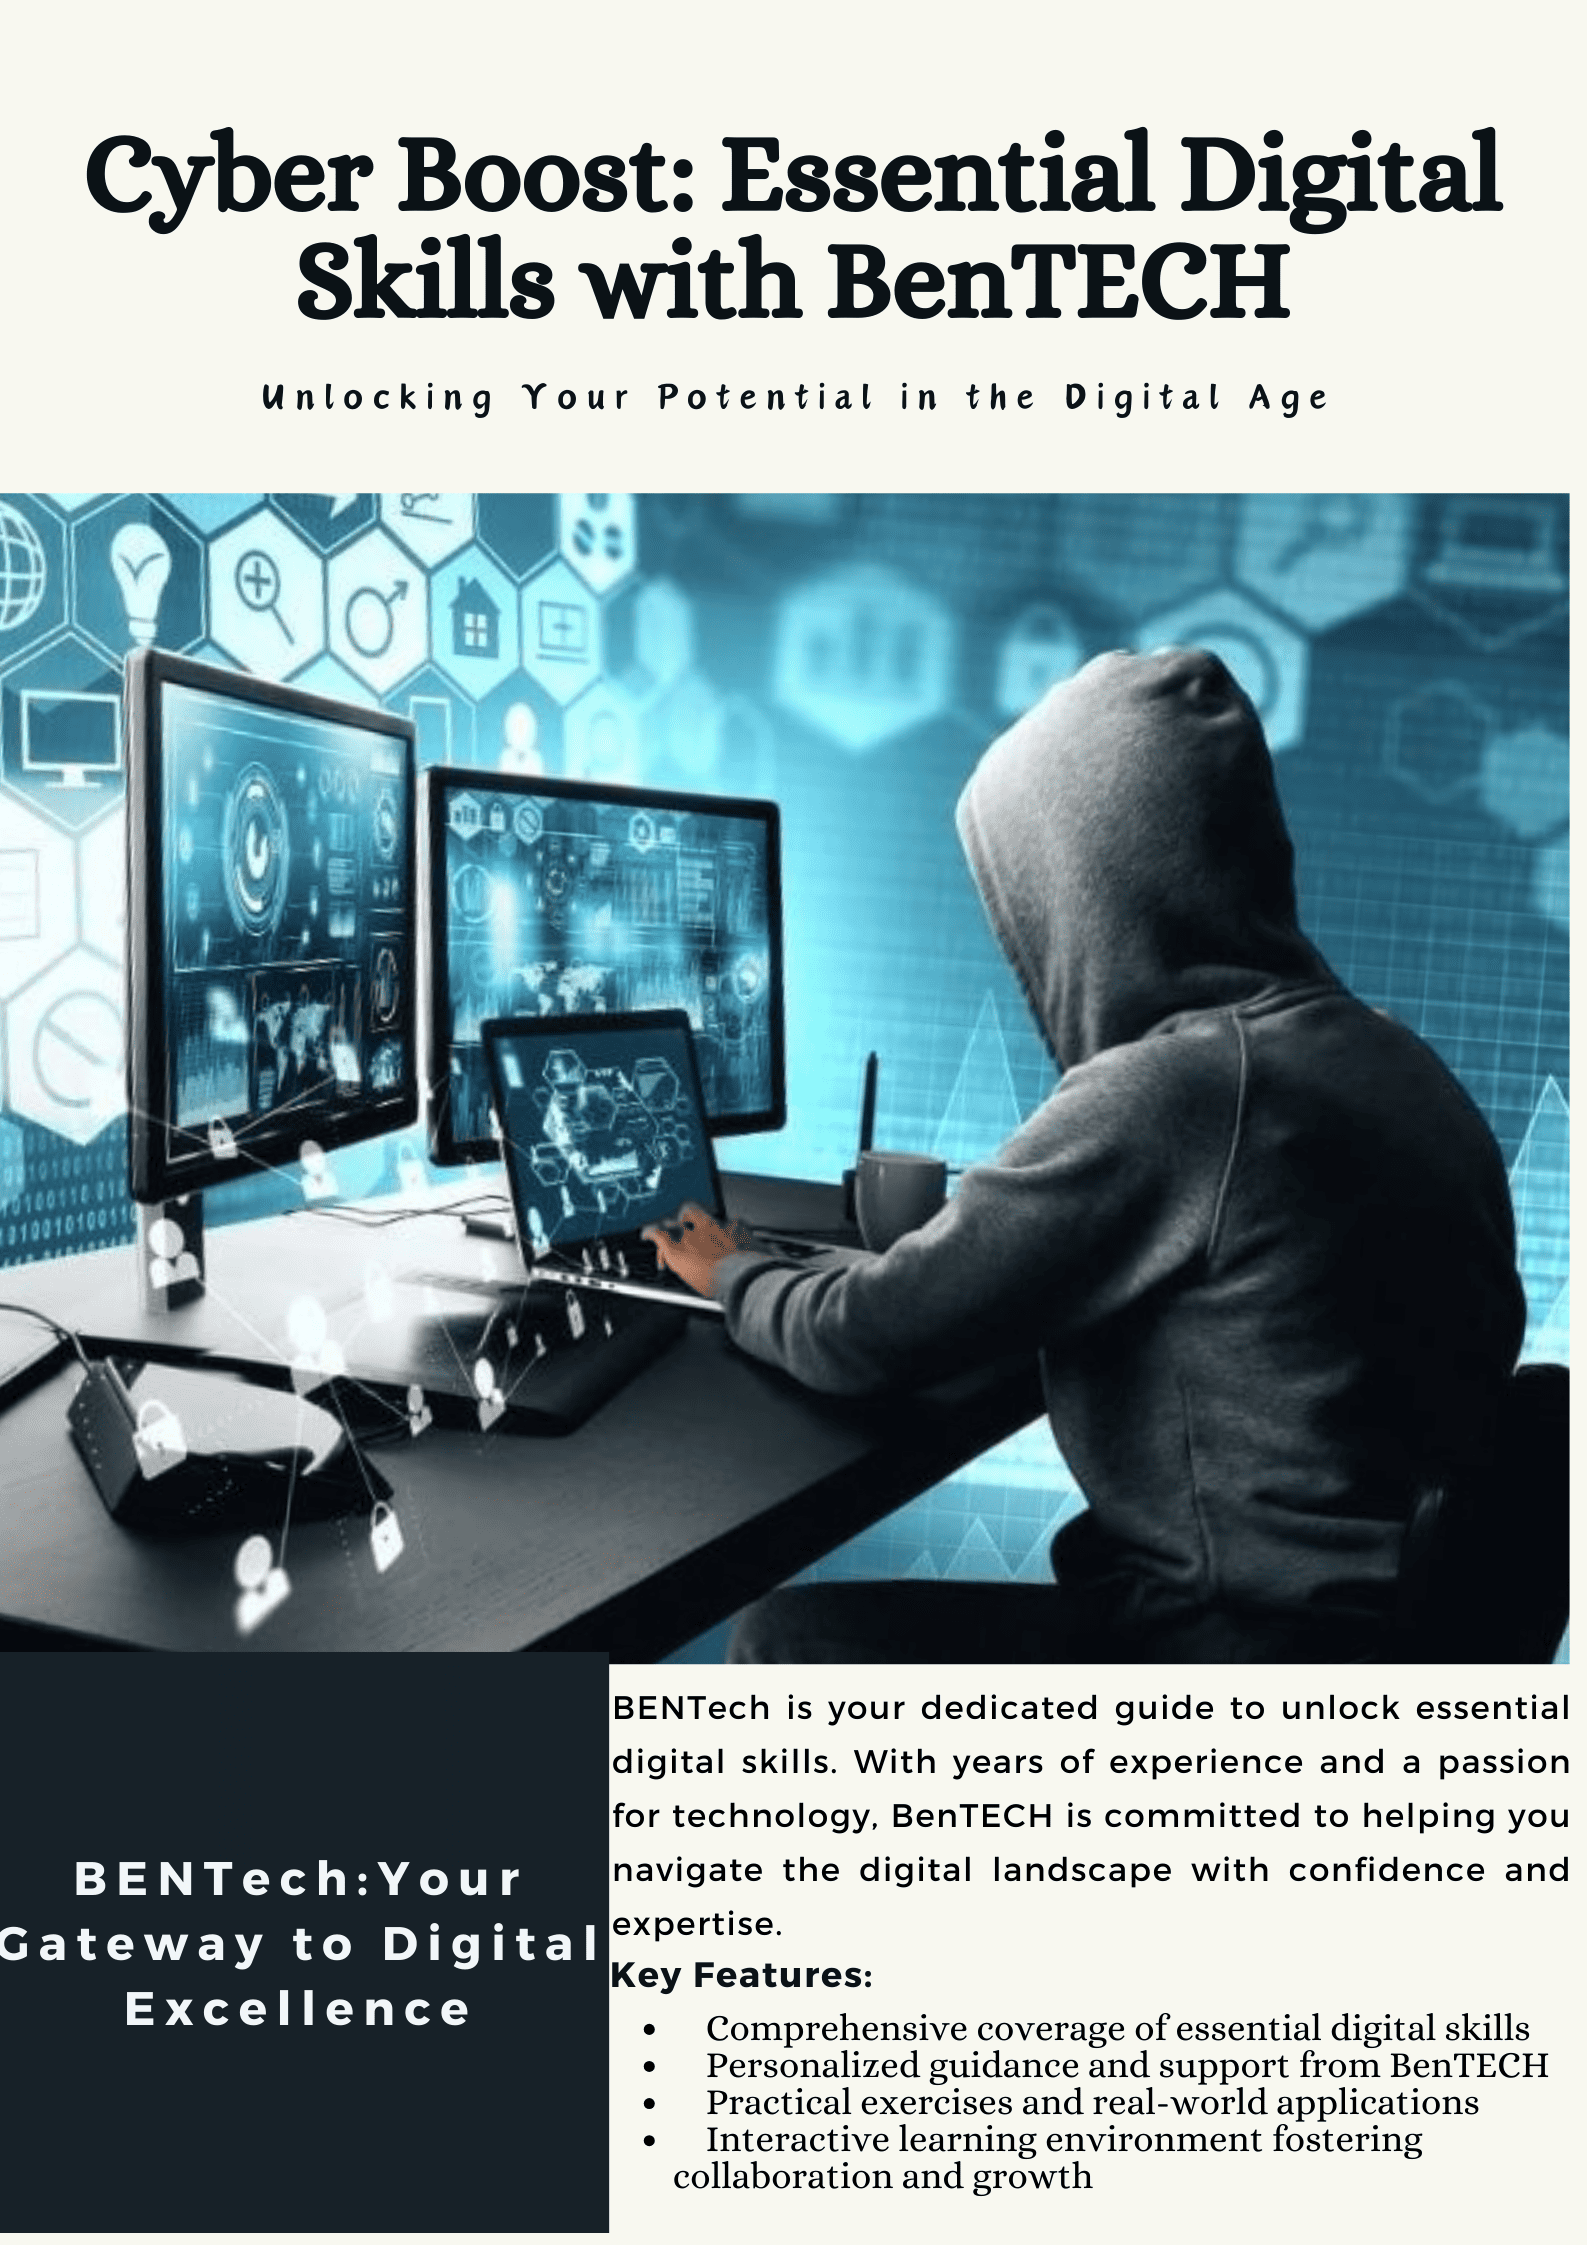 Cyber Boost: Essential Digital
Skills with BenTECH
Unlocking Your Potential in the Digital Age
BENTech:Your
Gateway to Digital
Excellence
BENTech is your dedicated guide to unlock essential
digital skills. With years of experience and a passion
for technology, BenTECH is committed to helping you
navigate the digital landscape with confidence and
expertise.
Key Features:
• Comprehensive coverage of essential digital skills
• Personalized guidance and support from BenTECH
• Practical exercises and real-world applications
• Interactive learning environment fostering
collaboration and growth